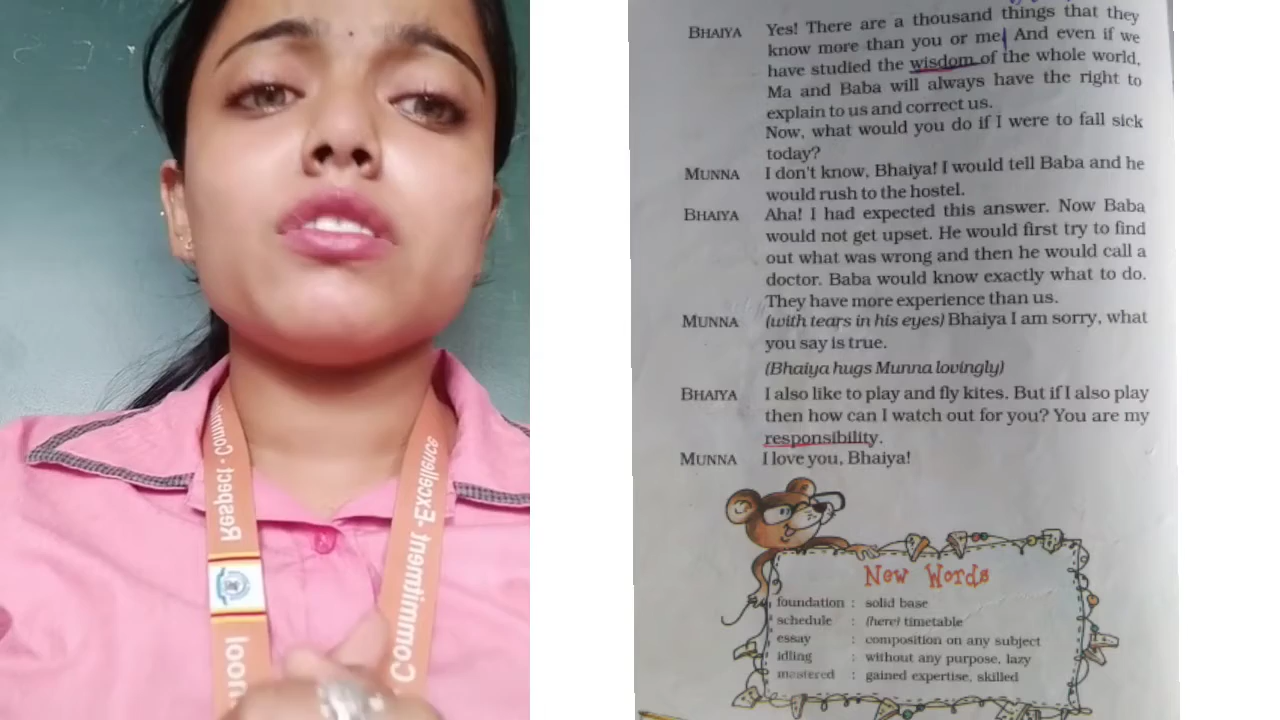 Respect · Commi
Commitment -Excellence
hool
BHAIYA Yes! There are a thousand things that they
know more than you or me. And even if we
have studied the wisdom of the whole world,
Ma and Baba will always have the right to
explain to us and correct us.
Now, what would you do if I were to fall sick
today?
MUNNA I don't know, Bhaiya! I would tell Baba and he
would rush to the hostel.
BHAIYA Aha! I had expected this answer. Now Baba
would not get upset. He would first try to find
out what was wrong and then he would call a
doctor. Baba would know exactly what to do.
They have more experience than us.
MUNNA (with tears in his eyes) Bhaiya I am sorry, what
you say is true.
(Bhaiya hugs Munna lovingly)
BHAIYA I also like to play and fly kites. But if I also play
then how can I watch out for you? You are my
responsibility.
MUNNA I love you, Bhaiya!
New Words
foundation : solid base
schedule : (here) timetable
essay : composition on any subject
idling : without any purpose, lazy
mastered : gained expertise, skilled